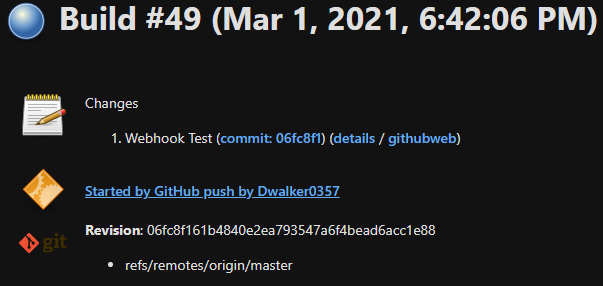 Build #49 (Mar 1, 2021, 6:42:06 PM)
Changes
1. Webhook Test (commit: 06fc8f1) (details / githubweb)
Started by GitHub push by Dwalker0357
git
Revision: 06fc8f161b4840e2ea793547a6f4bead6acc1e88
• refs/remotes/origin/master